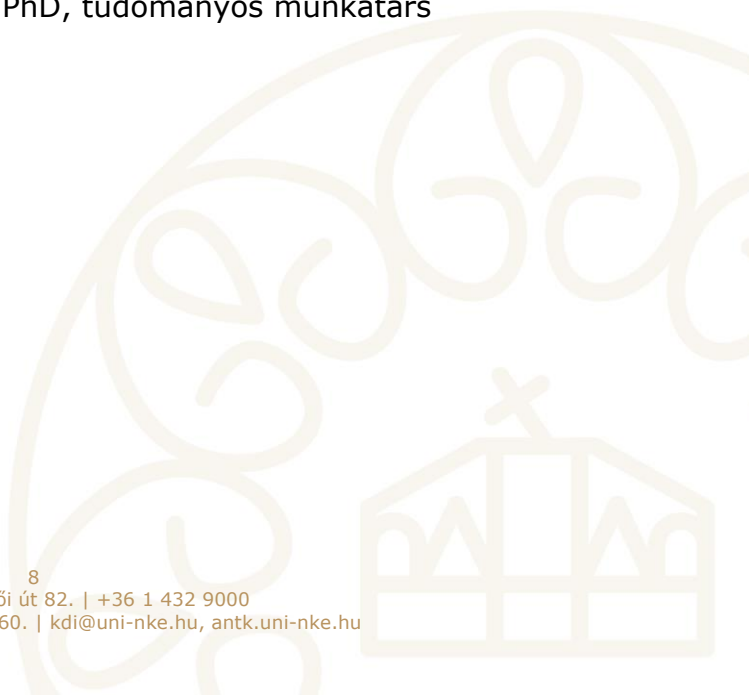 PhD, tudományos munkatárs
8
út 82. | +36 1 432 9000
60. | kdi@uni-nke.hu, antk.uni-nke.hu